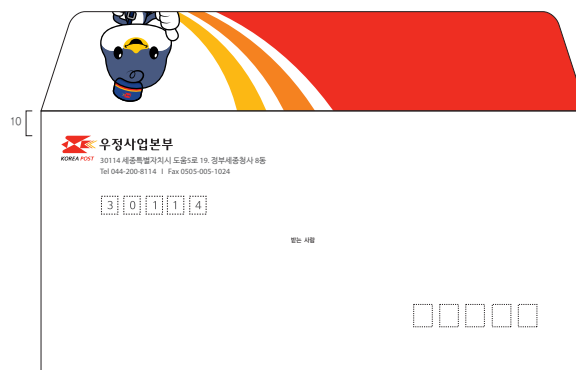 10
우정사업본부
KOREA POST
30114 세종특별자치시 도움5로 19. 정부세종청사 8동
Tel 044-200-8114 I Fax 0505-005-1024
3 0 1 1 4
받는 사람